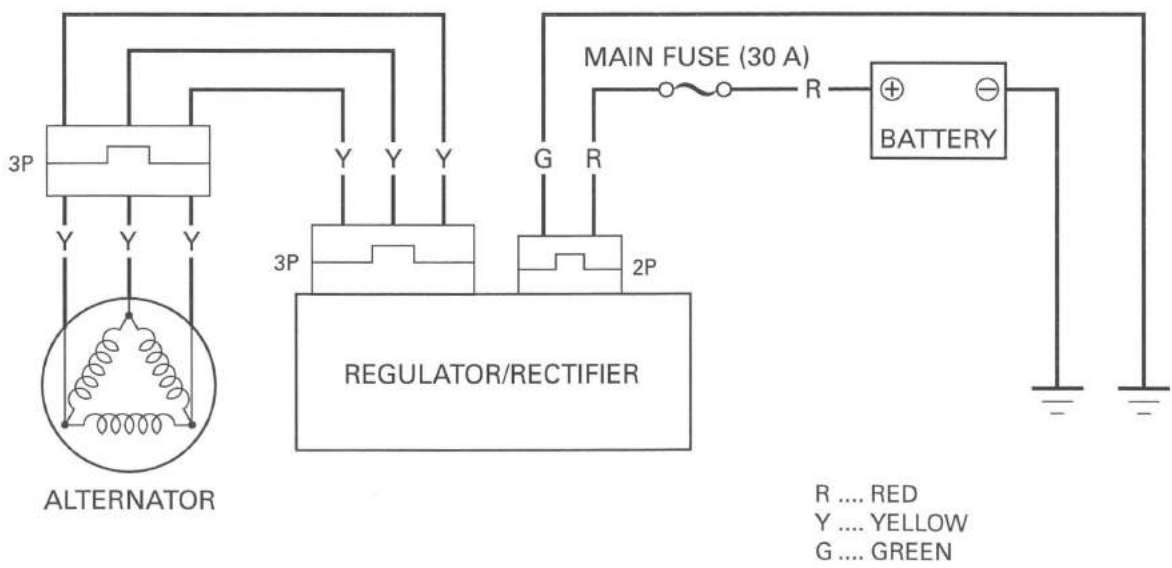 MAIN FUSE (30 A)
R
⊕ ⊖
BATTERY
3P
Y Y Y
G R
Y Y Y
3P
2P
REGULATOR/RECTIFIER
ALTERNATOR
R .... RED
Y .... YELLOW
G .... GREEN